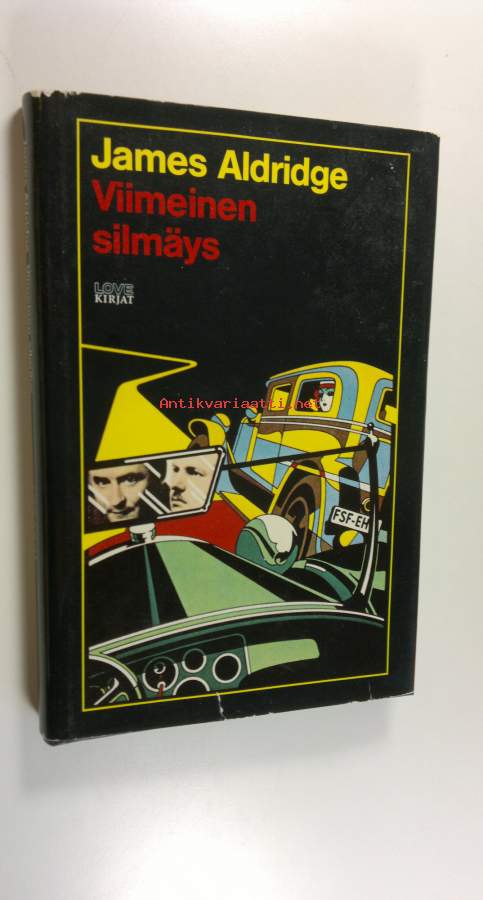 James Aldridge
Viimeinen
silmäys
LOVE
KIRJAT
Antikvariaatti.net
FSF-EH